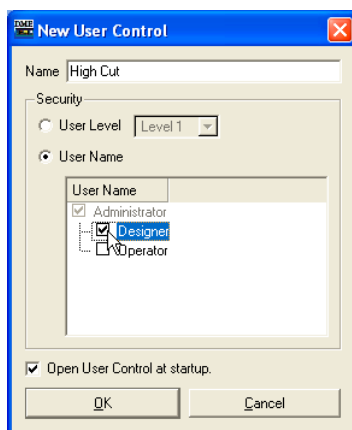 DME New User Control
Name High Cut
Security
User Level Level 1
User Name
User Name
Administrator
Designer
Operator
Open User Control at startup.
OK Cancel